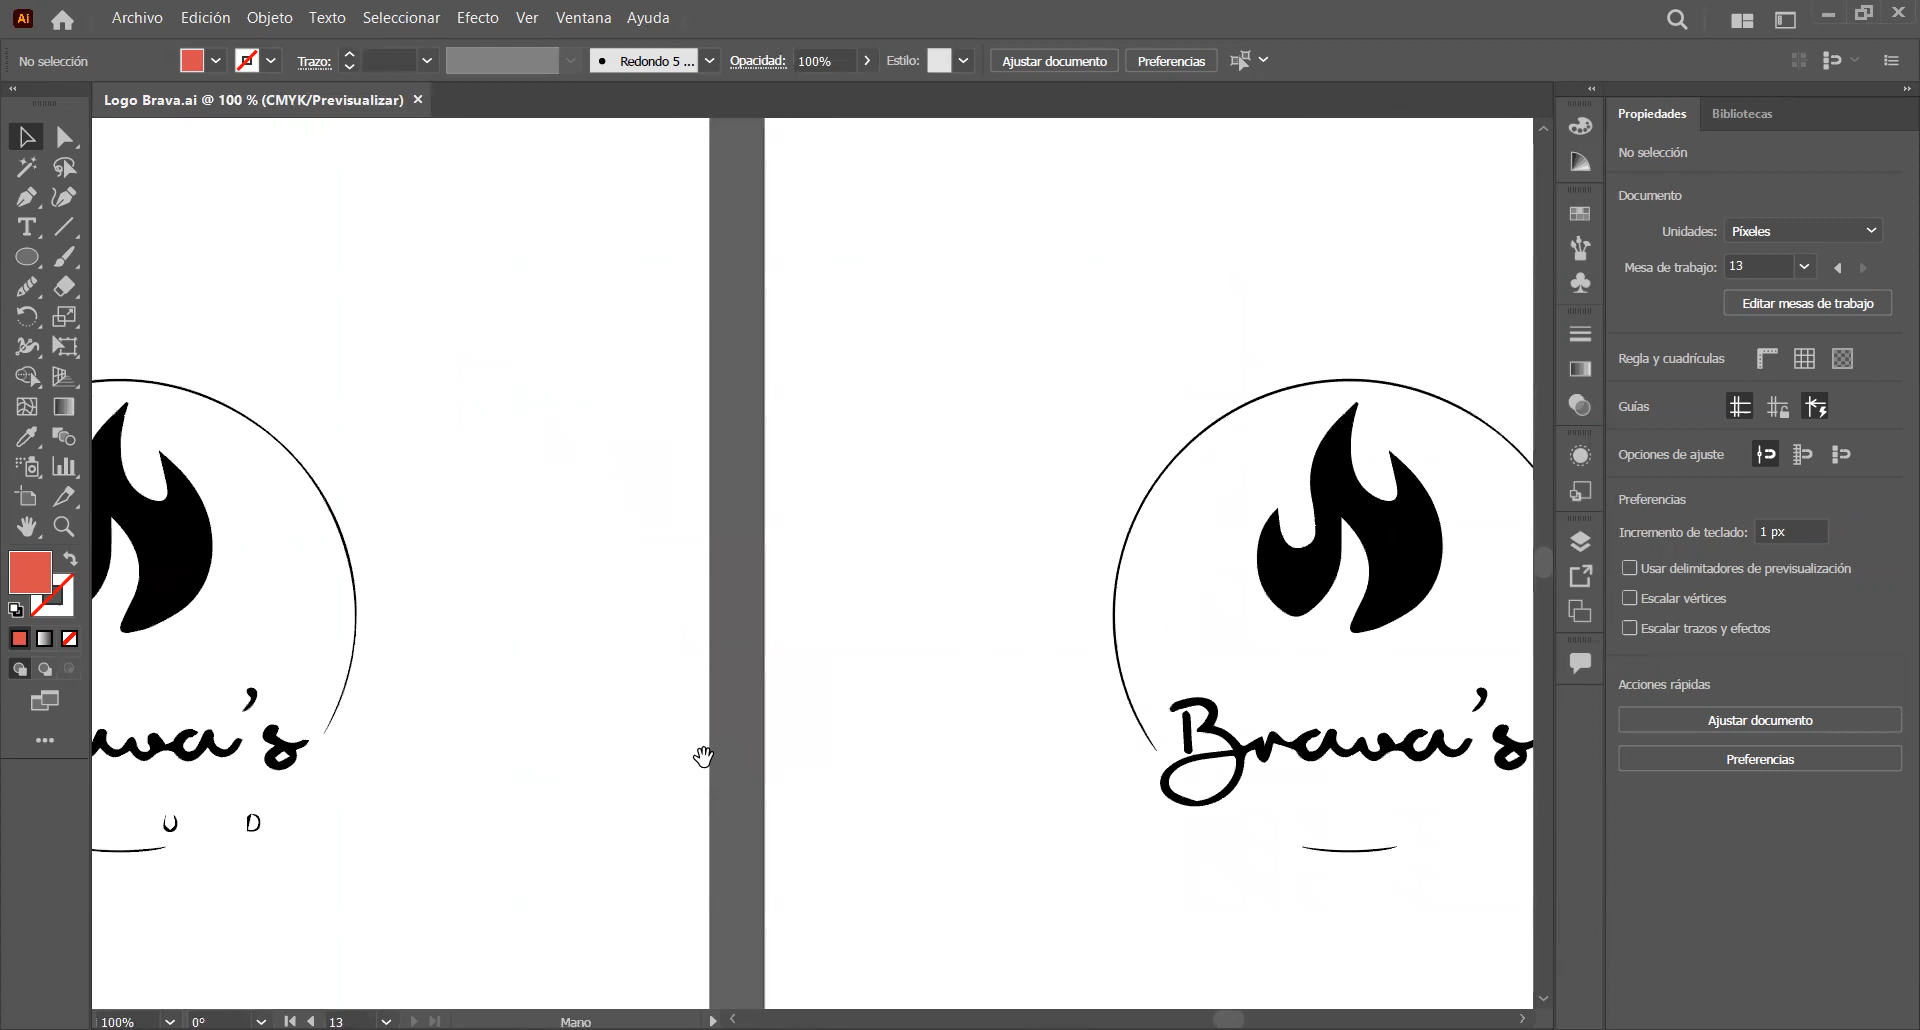 Ai Archivo Edición Objeto Texto Seleccionar Efecto Ver Ventana Ayuda
No selección Trazo: Redondo 5 ... Opacidad: 100% Estilo: Ajustar documento Preferencias
Logo Brava.ai @ 100 % (CMYK/Previsualizar)
Propiedades Bibliotecas
No selección
Documento
Unidades: Píxeles
Mesa de trabajo: 13
Editar mesas de trabajo
Regla y cuadrículas
Guías
Opciones de ajuste
Preferencias
Incremento de teclado: 1 px
Usar delimitadores de previsualización
Escalar vértices
Escalar trazos y efectos
Acciones rápidas
Ajustar documento
Preferencias
ava's
U D
Brava's
100% 0° 13 Mano